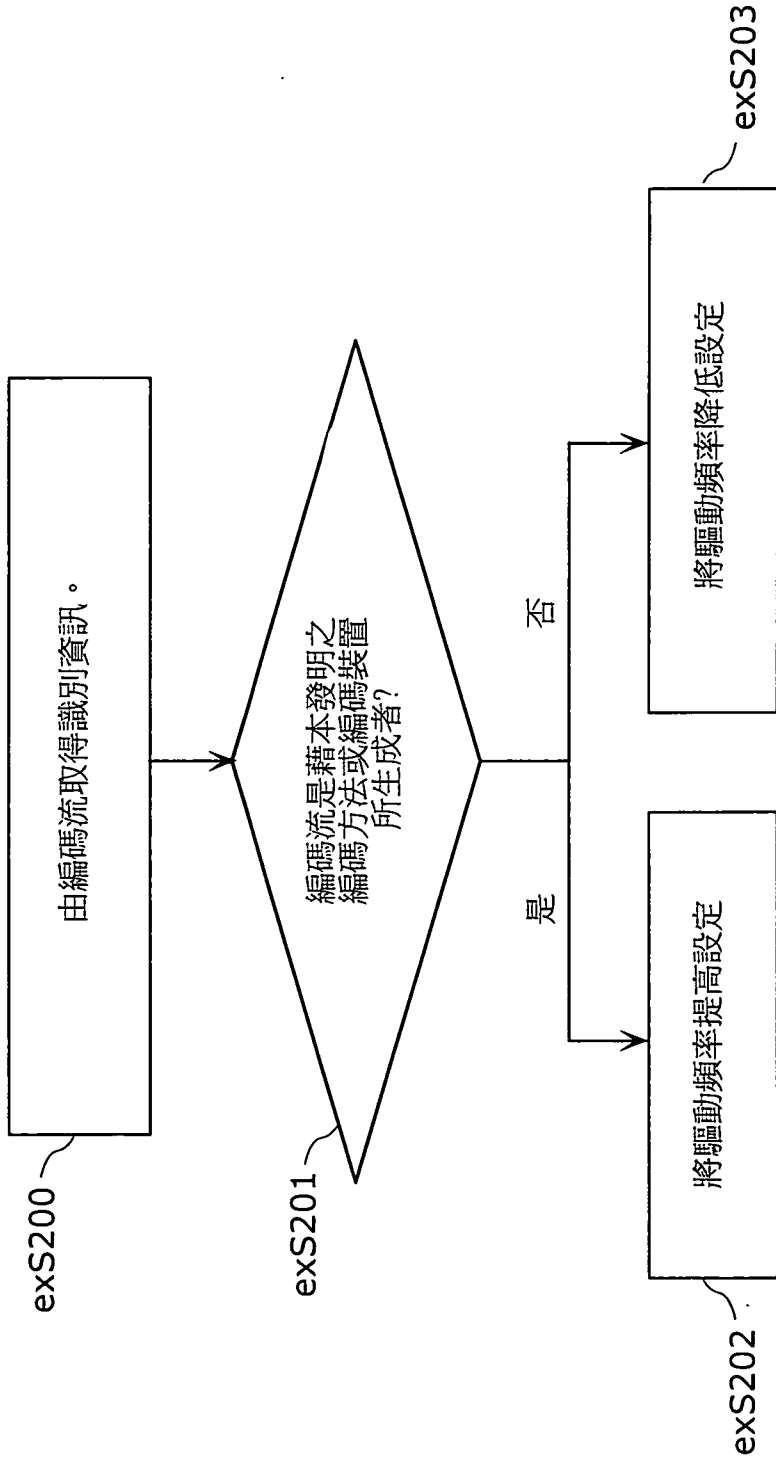 exS200
由編碼流取得識別資訊。
exS201
編碼流是藉本發明之
編碼方法或編碼裝置
所生成者?
是
否
exS202
將驅動頻率提高設定
將驅動頻率降低設定
exS203